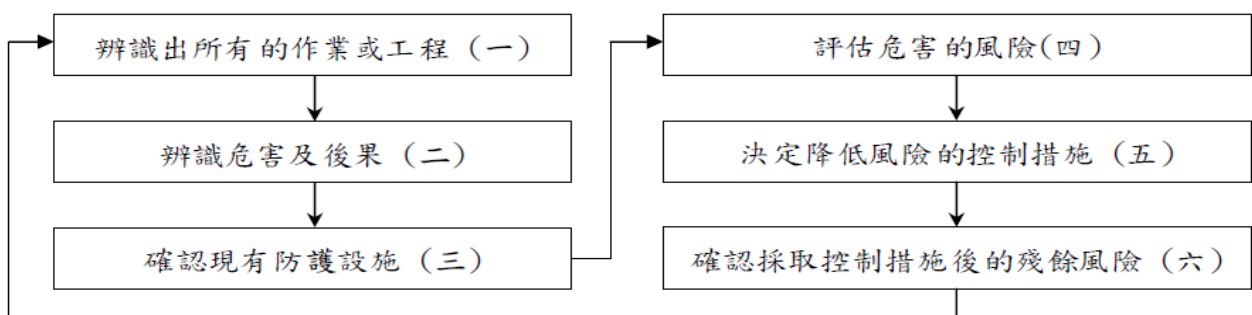 辨識出所有的作業或工程（一）
辨識危害及後果（二）
確認現有防護設施（三）
評估危害的風險(四)
決定降低風險的控制措施（五）
確認採取控制措施後的殘餘風險（六）